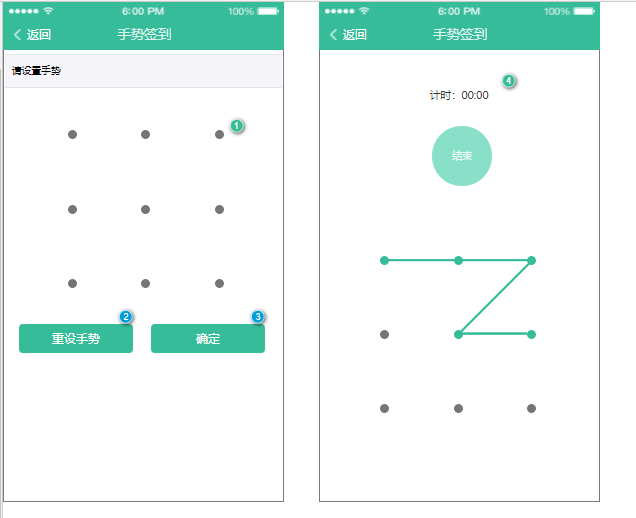 6:00 PM 100%
返回 手势签到
请设置手势
1
2 3
重设手势 确定
6:00 PM 100%
返回 手势签到
4
计时：00:00
结束